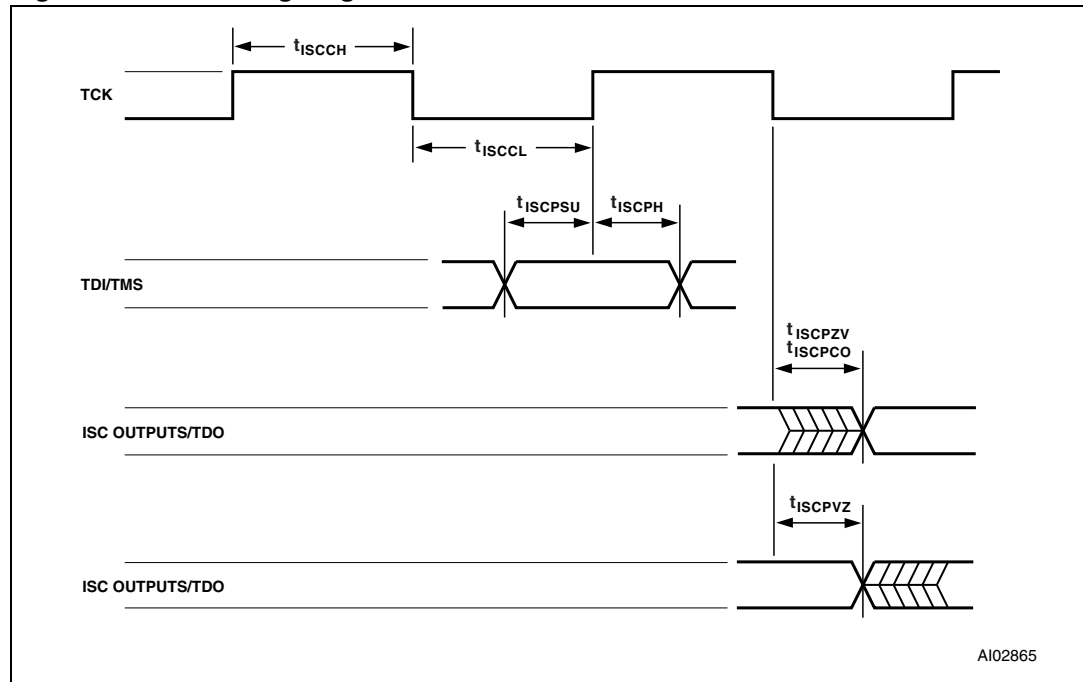 tISCCH
TCK
tISCCL
tISCPSU
tISCPH
TDI/TMS
tISCPZV
tISCPCO
ISC OUTPUTS/TDO
tISCPVZ
ISC OUTPUTS/TDO
AI02865